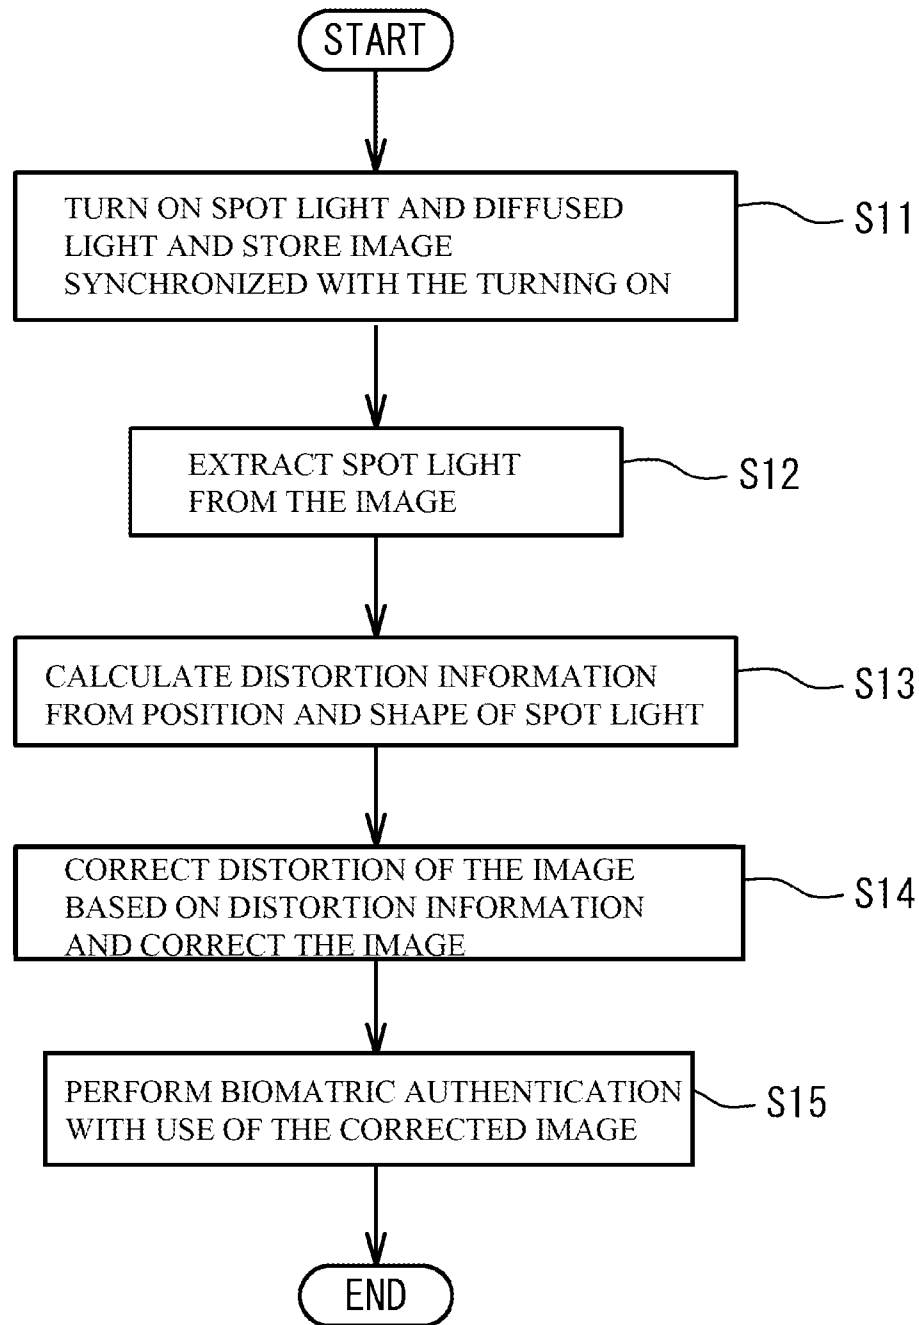 START
TURN ON SPOT LIGHT AND DIFFUSED
LIGHT AND STORE IMAGE
SYNCHRONIZED WITH THE TURNING ON
S11
EXTRACT SPOT LIGHT
FROM THE IMAGE
S12
CALCULATE DISTORTION INFORMATION
FROM POSITION AND SHAPE OF SPOT LIGHT
S13
CORRECT DISTORTION OF THE IMAGE
BASED ON DISTORTION INFORMATION
AND CORRECT THE IMAGE
S14
PERFORM BIOMATRIC AUTHENTICATION
WITH USE OF THE CORRECTED IMAGE
S15
END